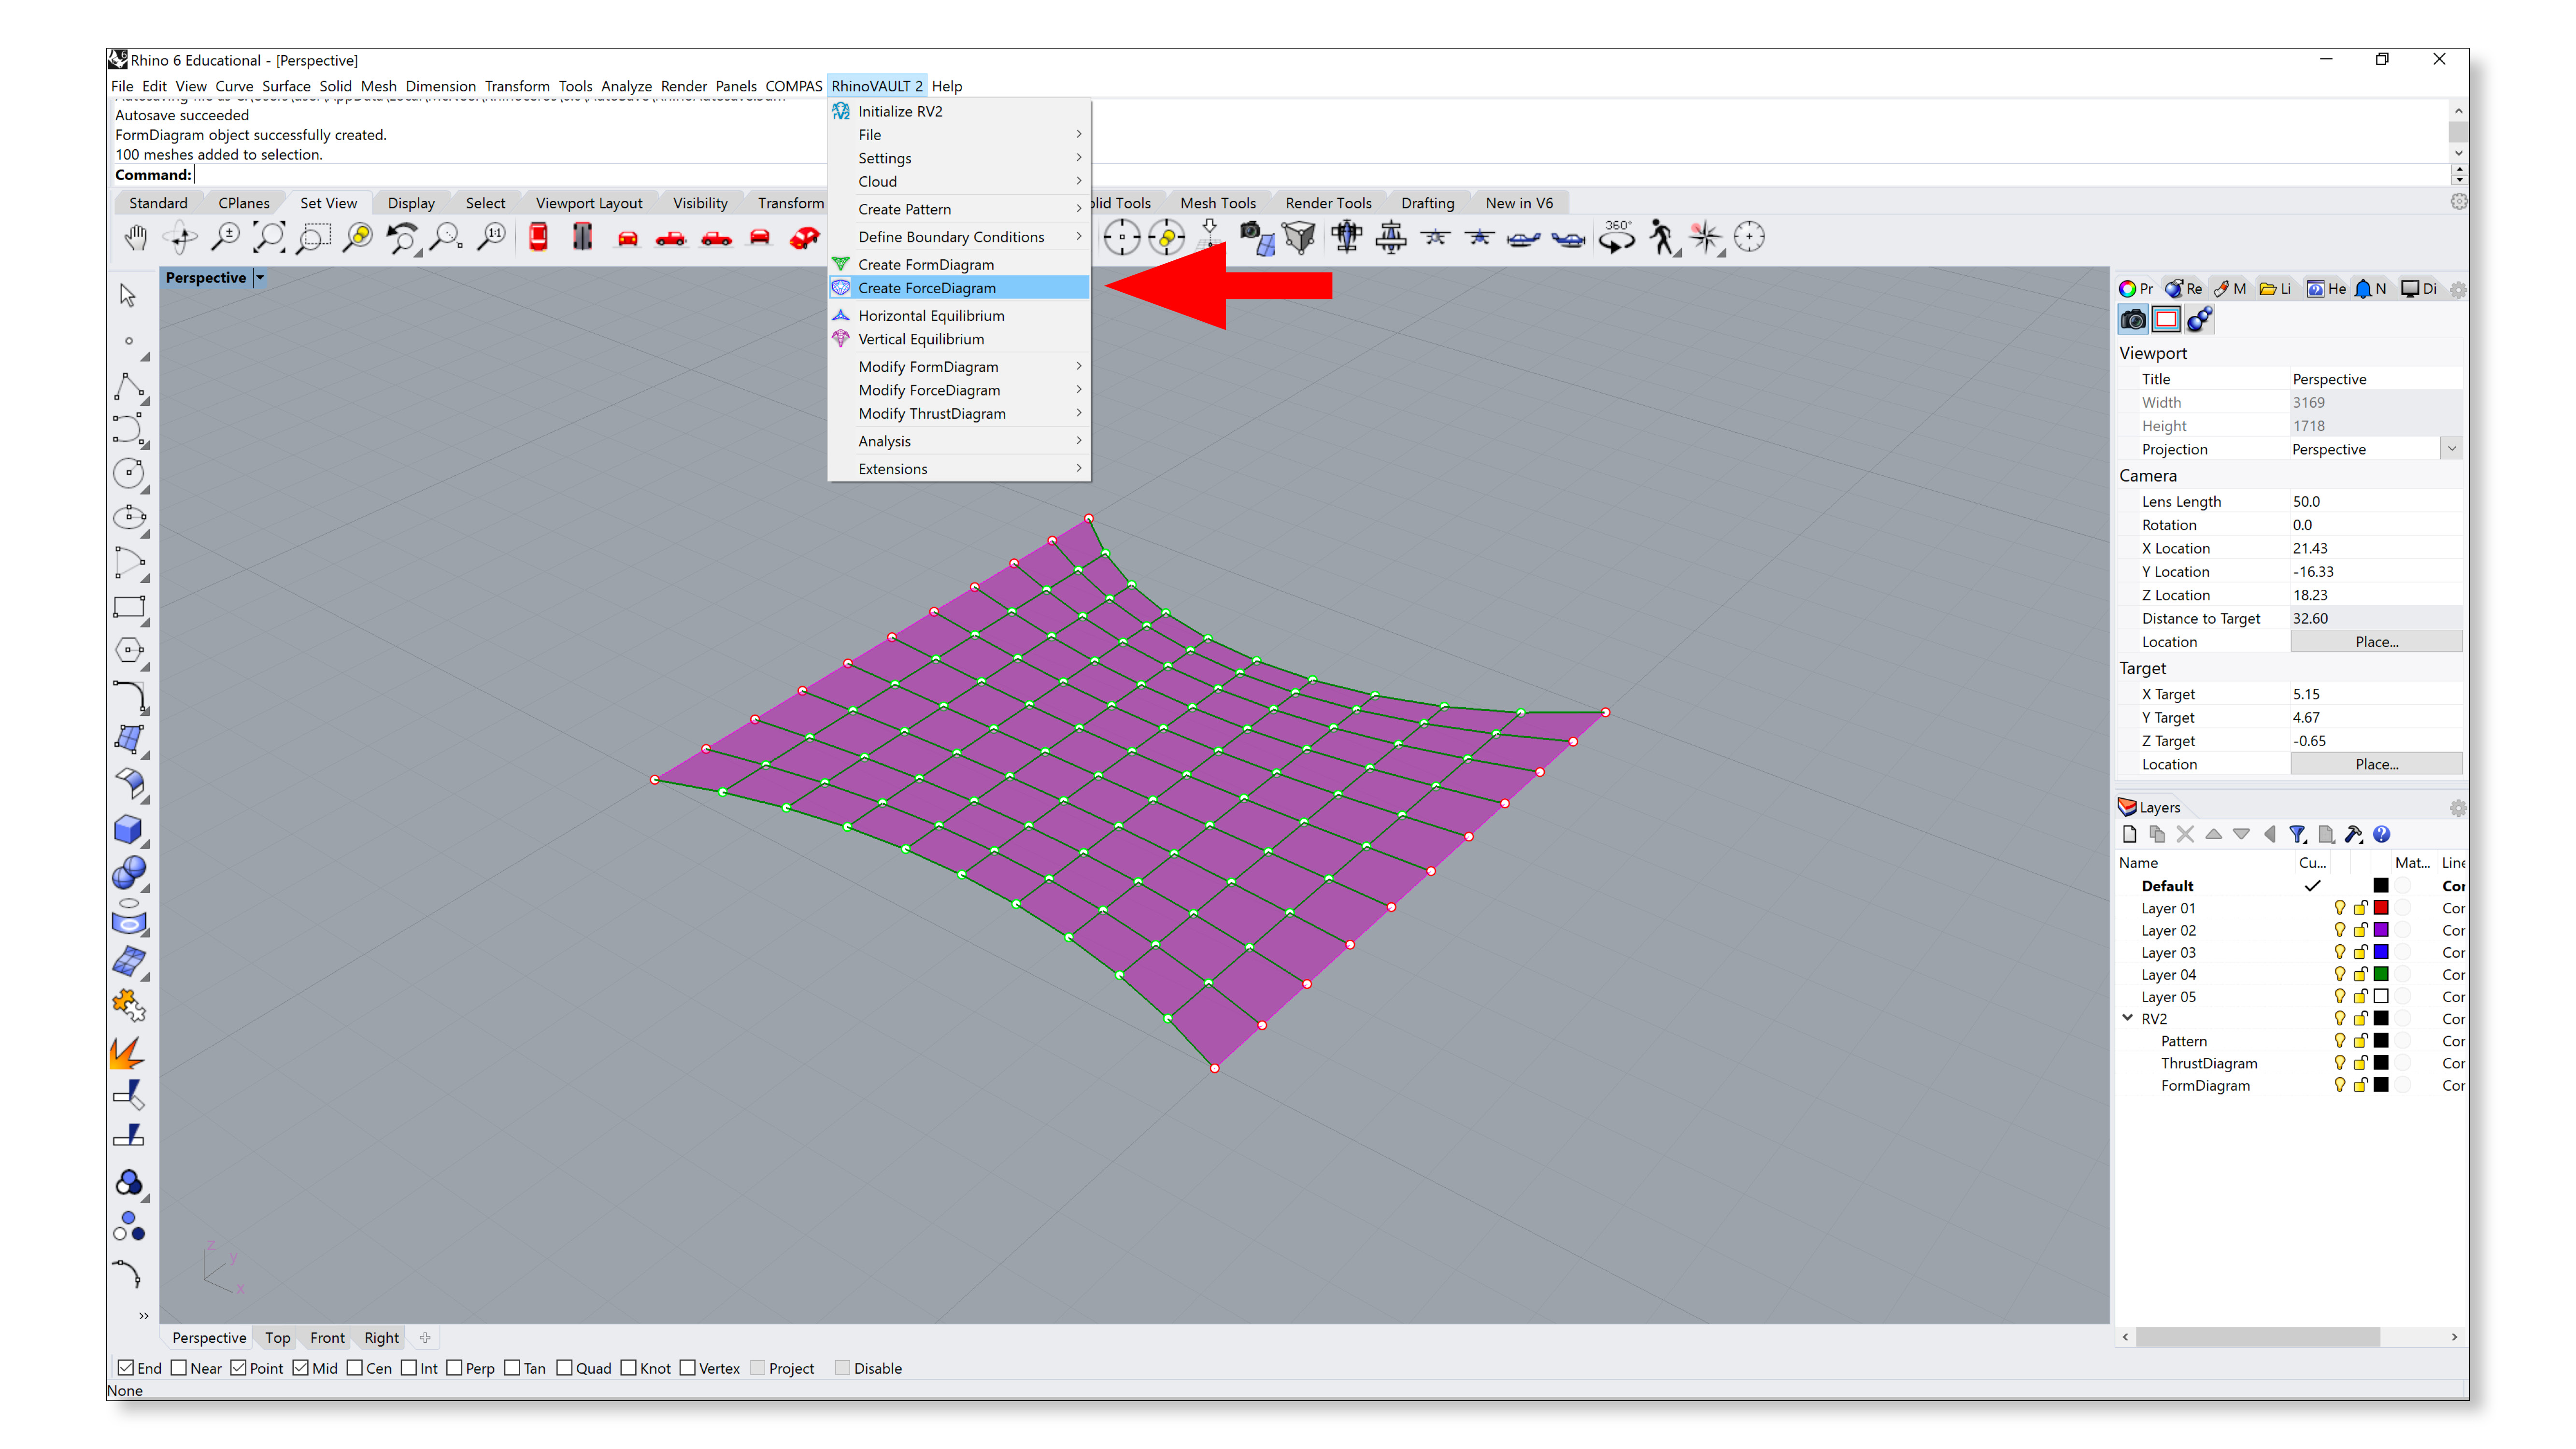 Rhino 6 Educational - [Perspective]
File Edit View Curve Surface Solid Mesh Dimension Transform Tools Analyze Render Panels COMPAS RhinoVAULT 2 Help
Autosave succeeded
FormDiagram object successfully created.
100 meshes added to selection.
Command:
Standard CPlanes Set View Display Select Viewport Layout Visibility Transform Mesh Tools Render Tools Drafting New in V6
Initialize RV2
File
Settings
Cloud
Create Pattern
Define Boundary Conditions
Create FormDiagram
Create ForceDiagram
Horizontal Equilibrium
Vertical Equilibrium
Modify FormDiagram
Modify ForceDiagram
Modify ThrustDiagram
Analysis
Extensions
1:1
360°
Perspective
z
y
x
Pr Re M Li He N Di
Viewport
Title Perspective
Width 3169
Height 1718
Projection Perspective
Camera
Lens Length 50.0
Rotation 0.0
X Location 21.43
Y Location -16.33
Z Location 18.23
Distance to Target 32.60
Location Place...
Target
X Target 5.15
Y Target 4.67
Z Target -0.65
Location Place...
Layers
Name Cu... Mat... Line
Default Cor
Layer 01 Cor
Layer 02 Cor
Layer 03 Cor
Layer 04 Cor
Layer 05 Cor
RV2 Cor
Pattern Cor
ThrustDiagram Cor
FormDiagram Cor
Perspective Top Front Right
End Near Point Mid Cen Int Perp Tan Quad Knot Vertex Project Disable
None